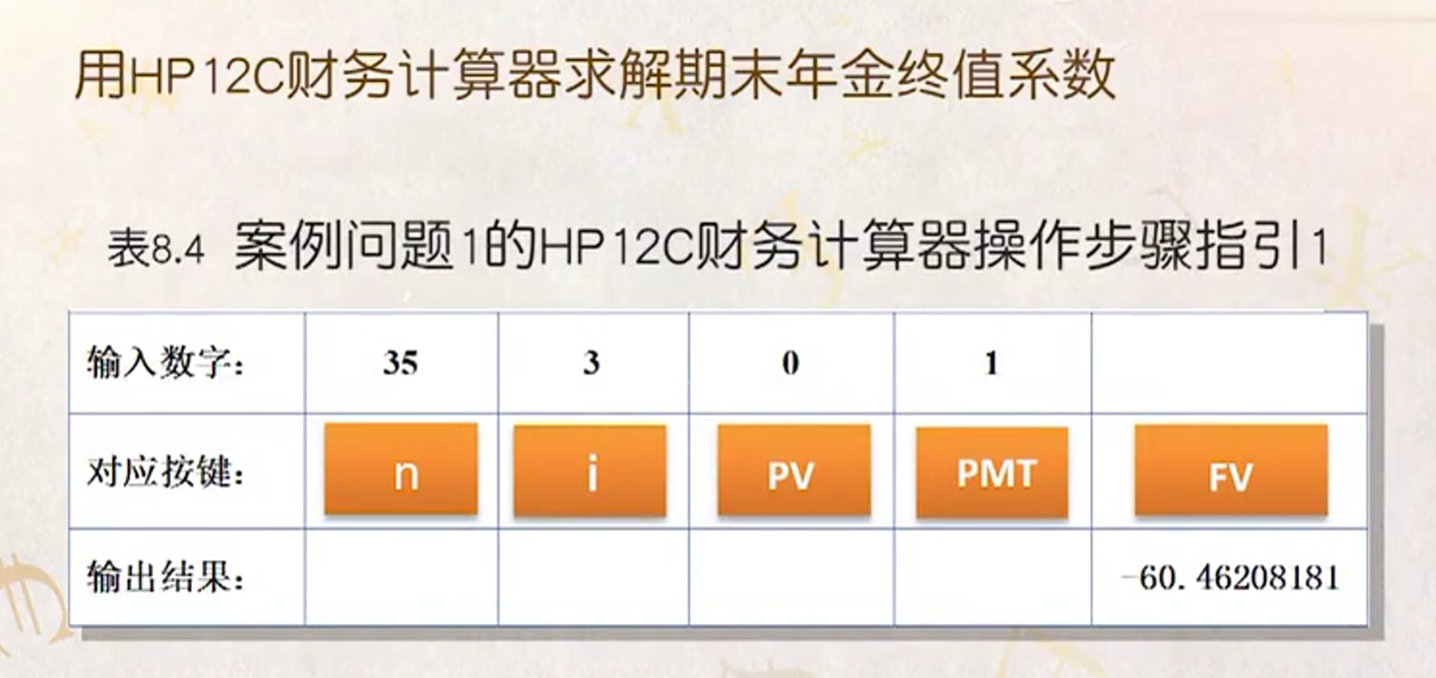 用HP12C财务计算器求解期末年金终值系数
表8.4 案例问题1的HP12C财务计算器操作步骤指引1
输入数字： 35 3 0 1
对应按键： n i PV PMT FV
输出结果： -60.46208181